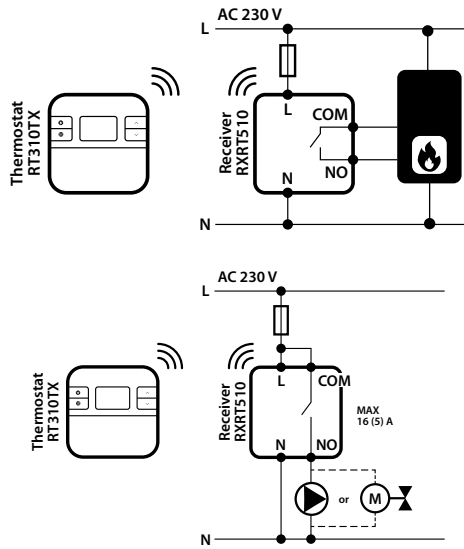 AC 230 V
L
Thermostat
RT310TX
Receiver
RXRT510
L
COM
N
NO
N
AC 230 V
L
Thermostat
RT310TX
Receiver
RXRT510
L
COM
MAX
16 (5) A
N
NO
or
M
N